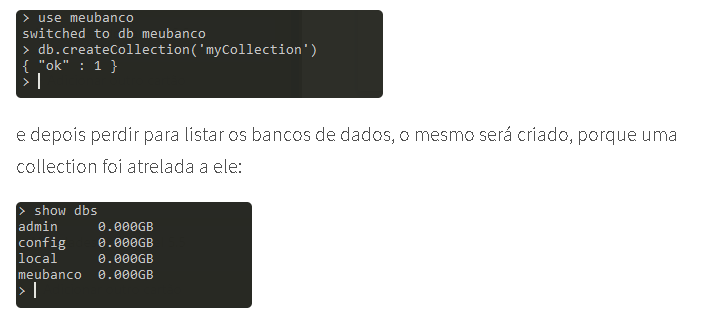 > use meubanco
switched to db meubanco
> db.createCollection('myCollection')
{ "ok" : 1 }
>
e depois perdir para listar os bancos de dados, o mesmo será criado, porque uma
collection foi atrelada a ele:
> show dbs
admin     0.000GB
config    0.000GB
local     0.000GB
meubanco  0.000GB
>